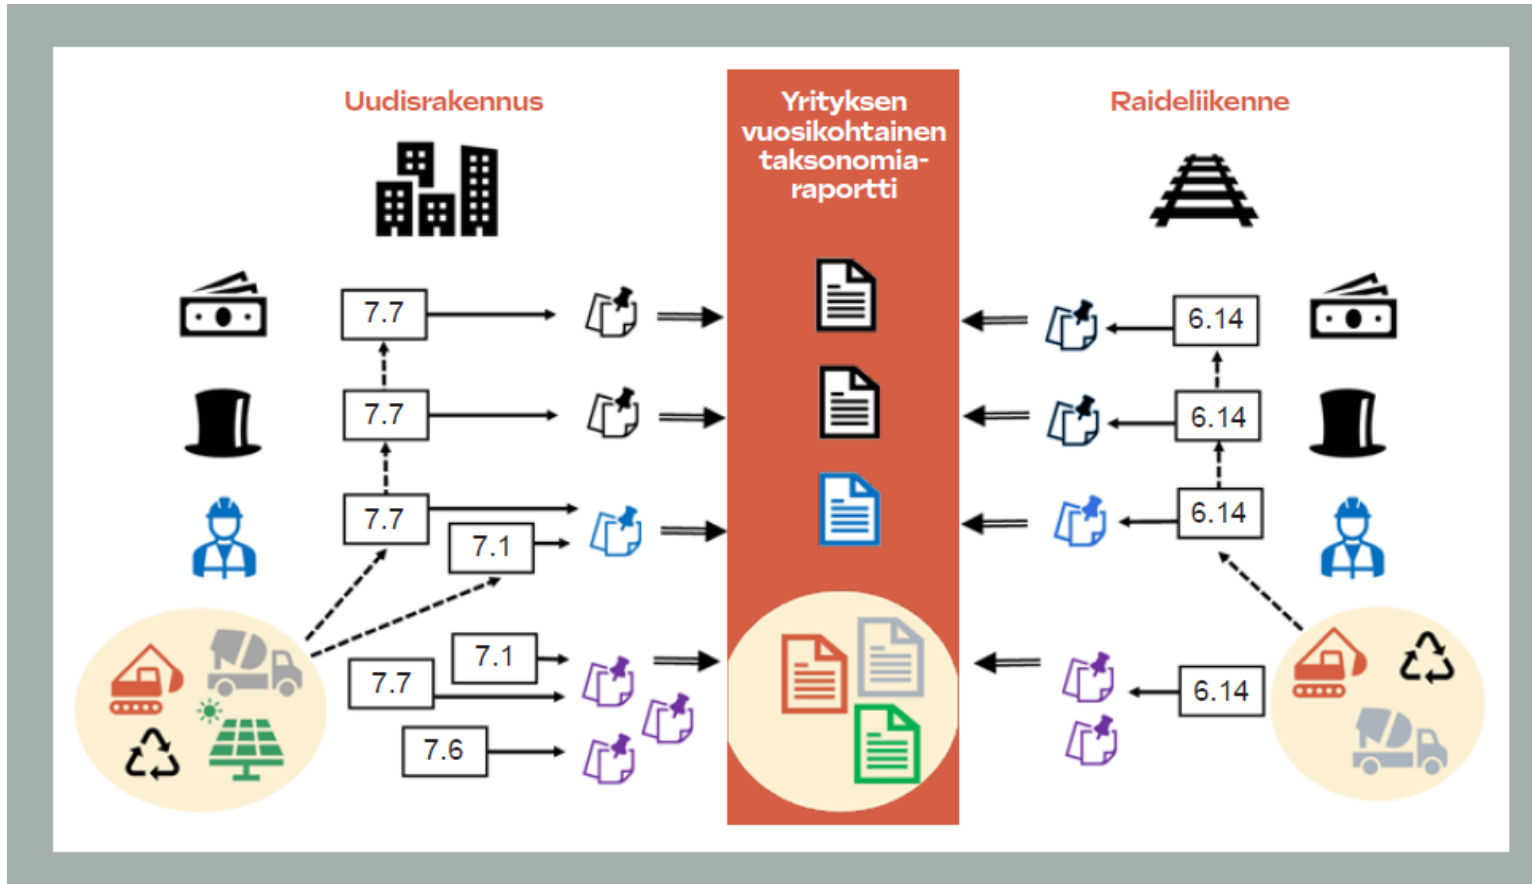 Uudisrakennus
Yrityksen
vuosikohtainen
taksonomia-
raportti
Raideliikenne
7.7
6.14
7.7
6.14
7.7
6.14
7.1
7.1
7.7
6.14
7.6